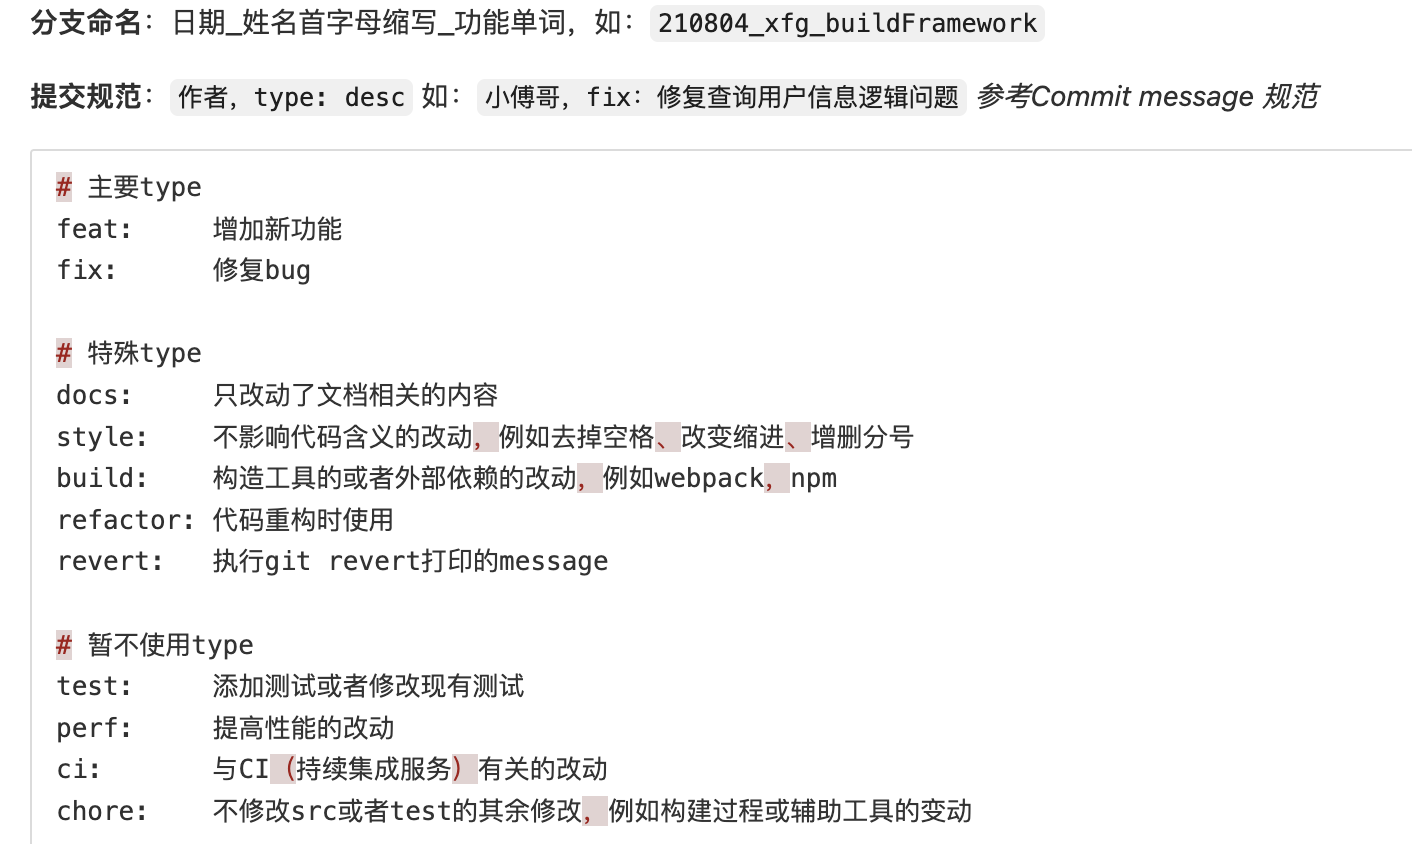 分支命名：日期_姓名首字母缩写_功能单词，如：210804_xfg_buildFramework
提交规范：作者，type: desc 如：小傅哥，fix：修复查询用户信息逻辑问题 参考Commit message 规范
# 主要type
feat:     增加新功能
fix:      修复bug
# 特殊type
docs:     只改动了文档相关的内容
style:    不影响代码含义的改动，例如去掉空格、改变缩进、增删分号
build:    构造工具的或者外部依赖的改动，例如webpack，npm
refactor: 代码重构时使用
revert:   执行git revert打印的message
# 暂不使用type
test:     添加测试或者修改现有测试
perf:     提高性能的改动
ci:       与CI（持续集成服务）有关的改动
chore:    不修改src或者test的其余修改，例如构建过程或辅助工具的变动